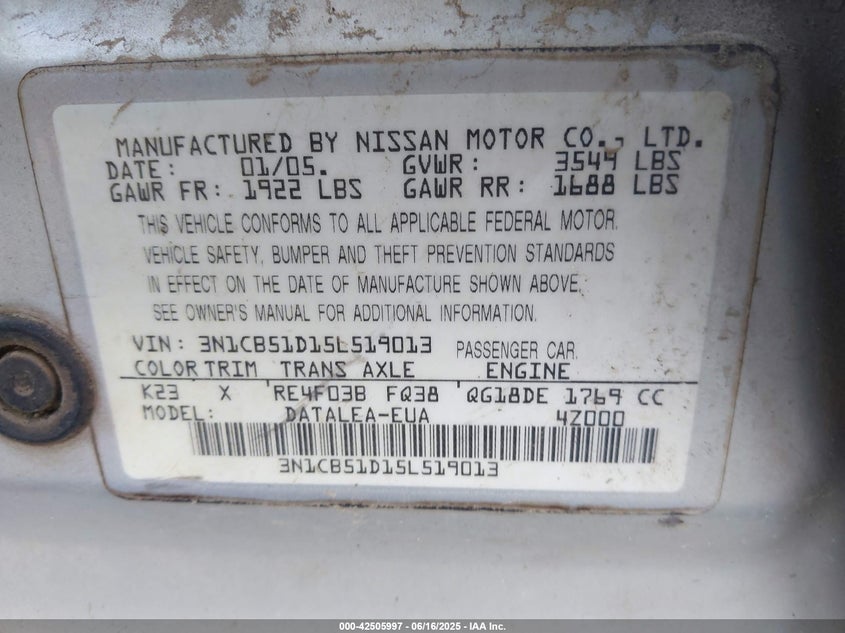 MANUFACTURED BY NISSAN MOTOR CO., LTD.
DATE: 01/05. GVWR: 3549 LBS
GAWR FR: 1922 LBS GAWR RR: 1688 LBS
THIS VEHICLE CONFORMS TO ALL APPLICABLE FEDERAL MOTOR.
VEHICLE SAFETY, BUMPER AND THEFT PREVENTION STANDARDS
IN EFFECT ON THE DATE OF MANUFACTURE SHOWN ABOVE.
SEE OWNER'S MANUAL FOR ADDITIONAL INFORMATION.
VIN: 3N1CB51D15L519013 PASSENGER CAR.
COLOR TRIM TRANS AXLE ENGINE
K23 X RE4F03B FQ38 QG18DE 1769 CC
MODEL: DATALEA-EUA 4Z000
3N1CB51D15L519013
000-42505997 - 06/16/2025 - IAA Inc.